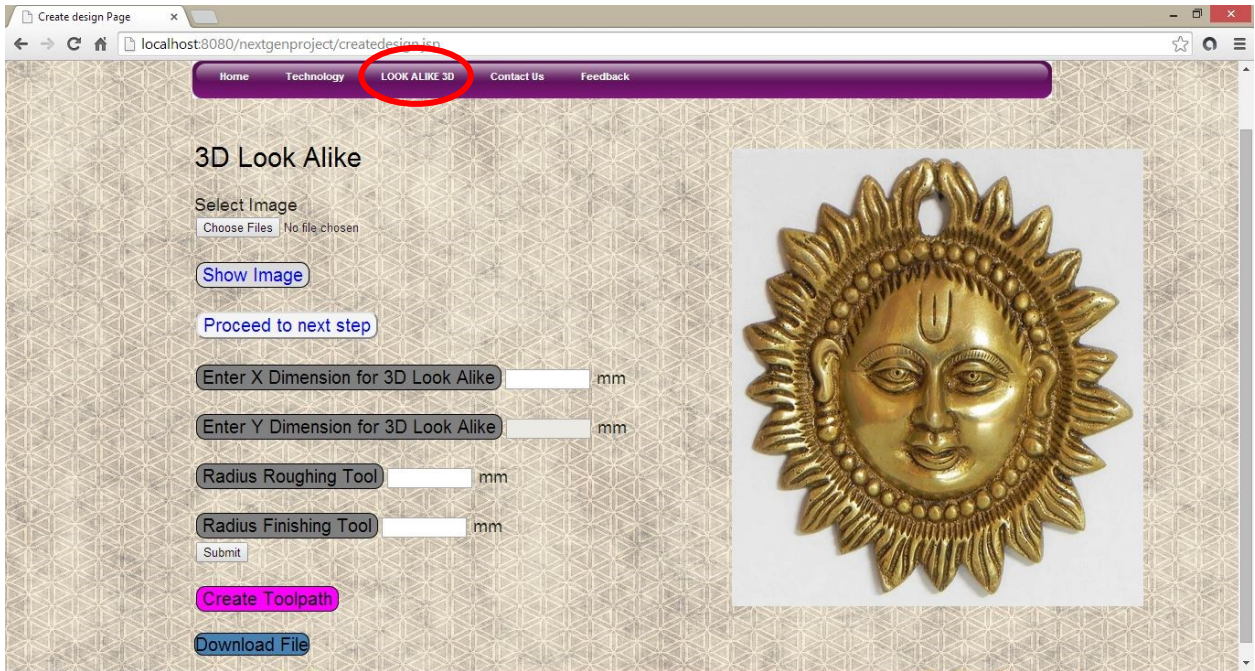 Create design Page
localhost:8080/nextgenproject/createdesign.jsp
Home Technology LOOK ALIKE 3D Contact Us Feedback
3D Look Alike
Select Image
Choose Files No file chosen
Show Image
Proceed to next step
Enter X Dimension for 3D Look Alike mm
Enter Y Dimension for 3D Look Alike mm
Radius Roughing Tool mm
Radius Finishing Tool mm
Submit
Create Toolpath
Download File